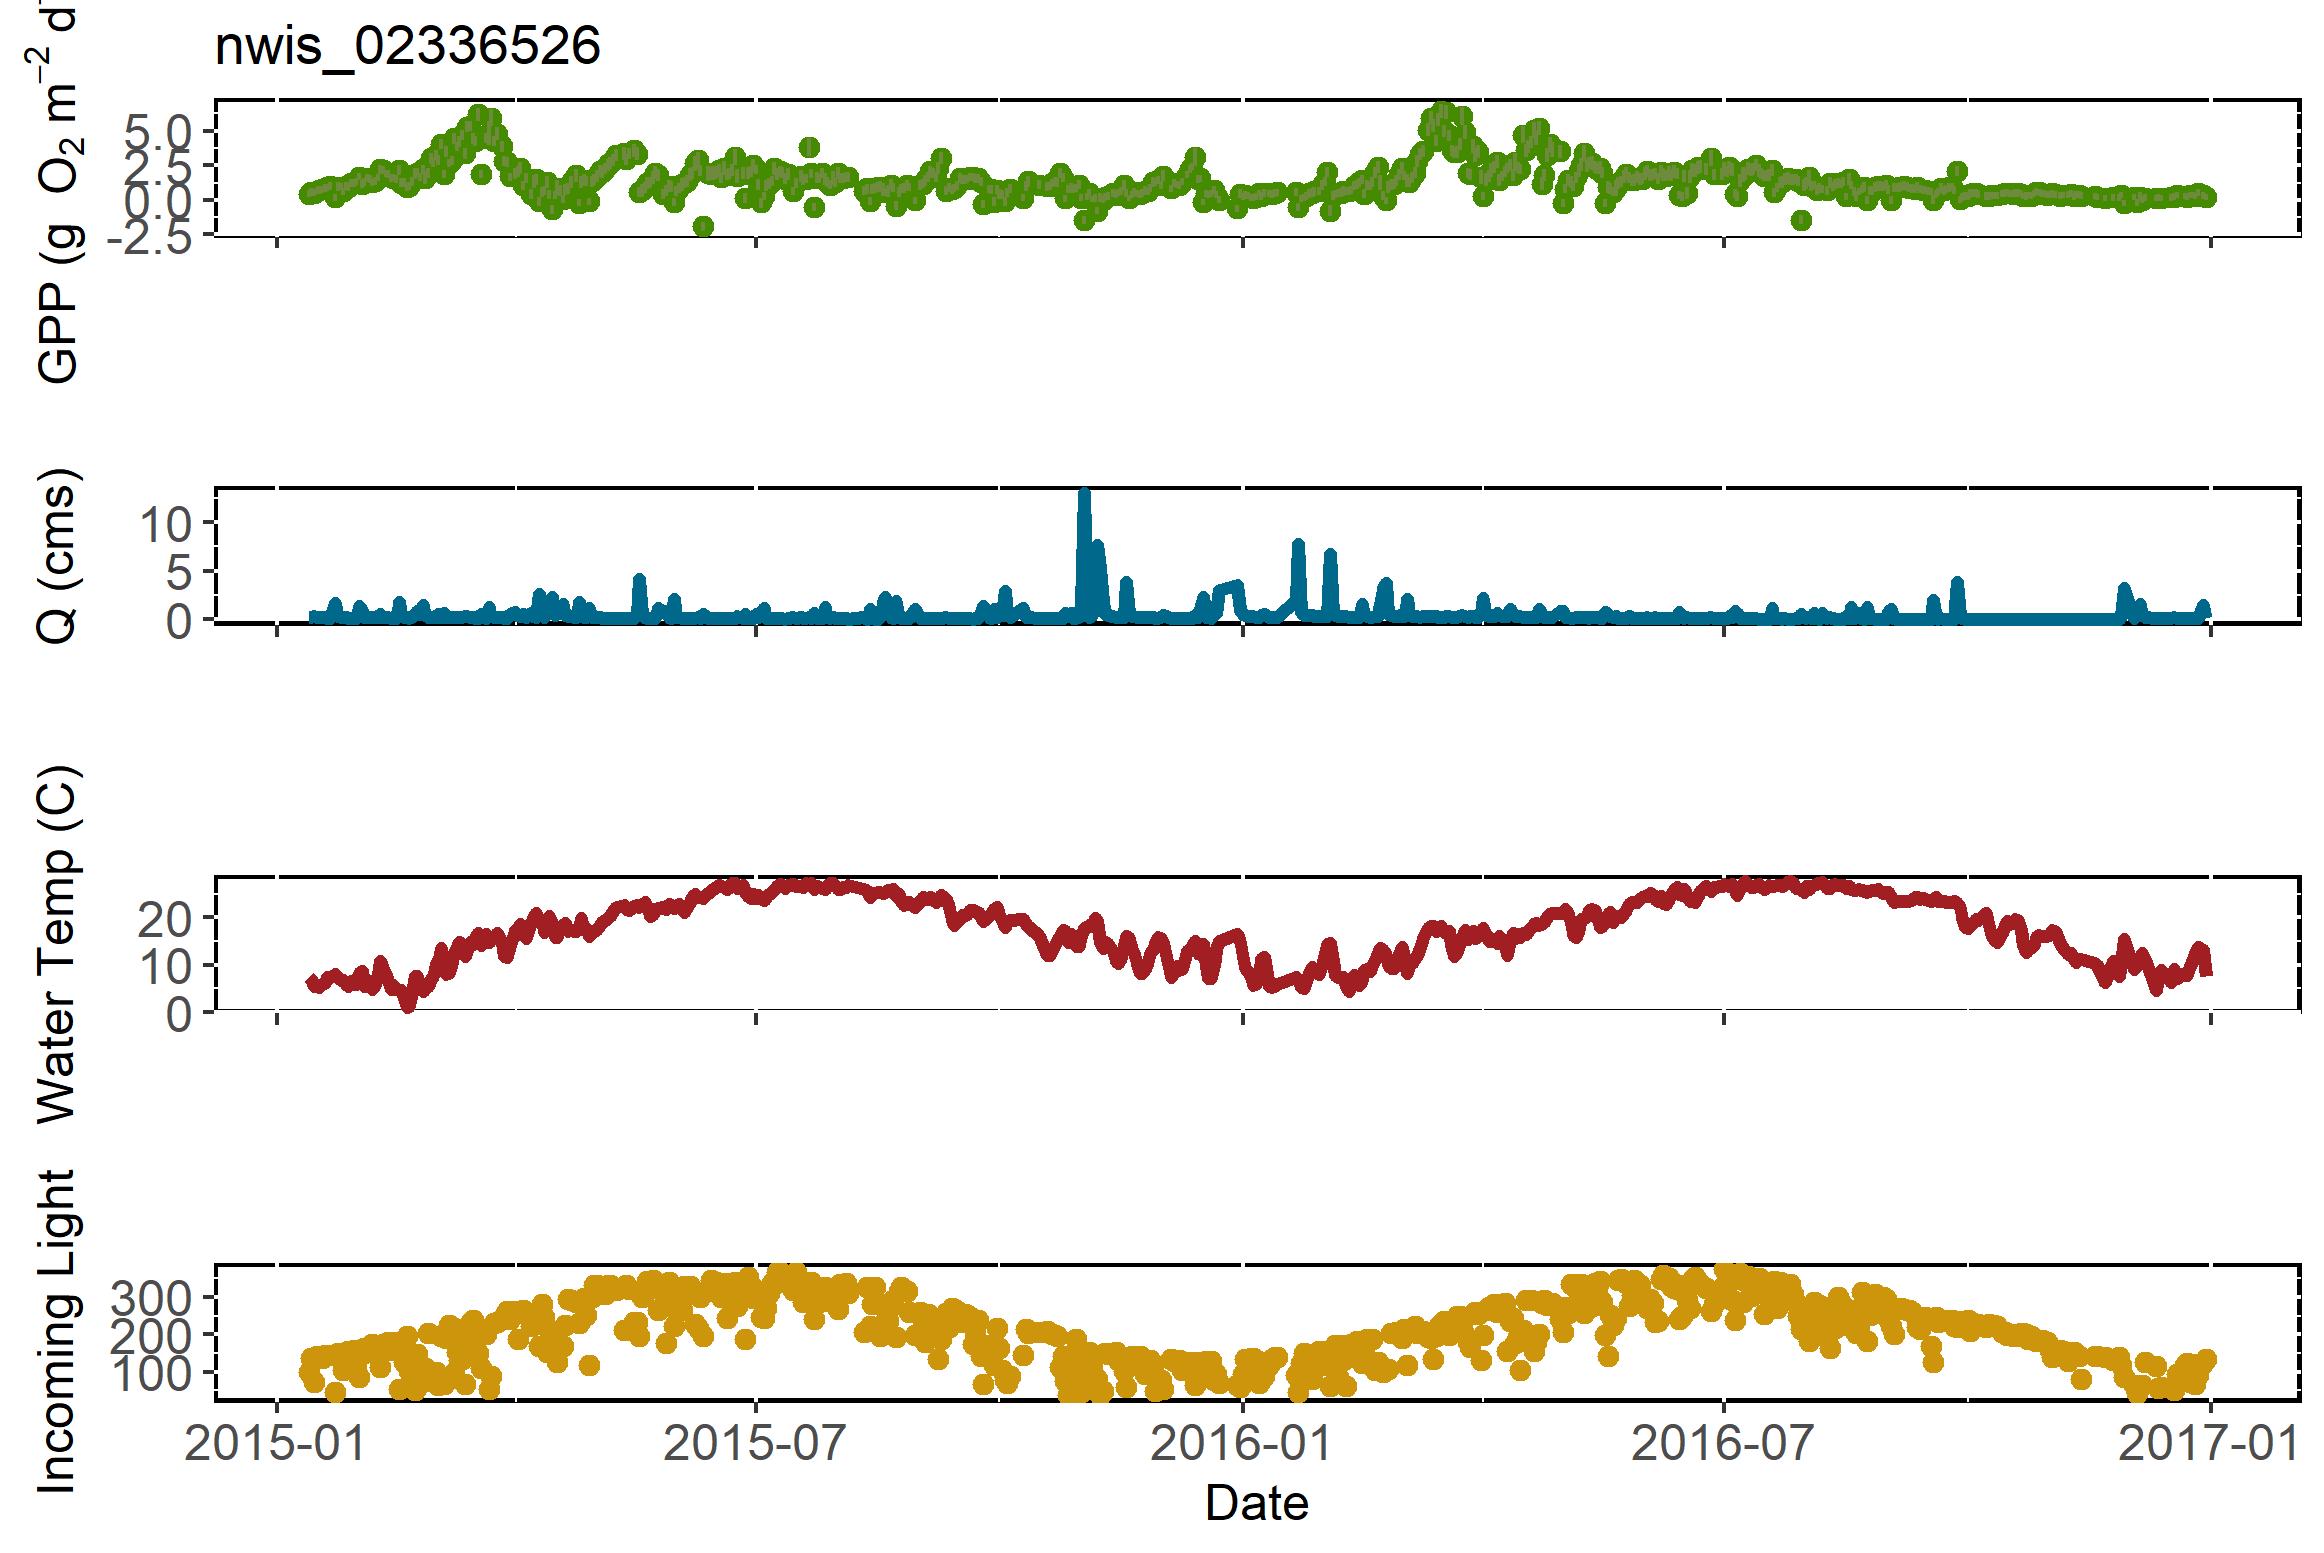 nwis_02336526
GPP (g O₂ m⁻² d⁻
5.0
2.5
0.0
-2.5
Q (cms)
10
5
0
Water Temp (C)
20
10
0
Incoming Light
300
200
100
2015-01 2015-07 2016-01 2016-07 2017-01
Date